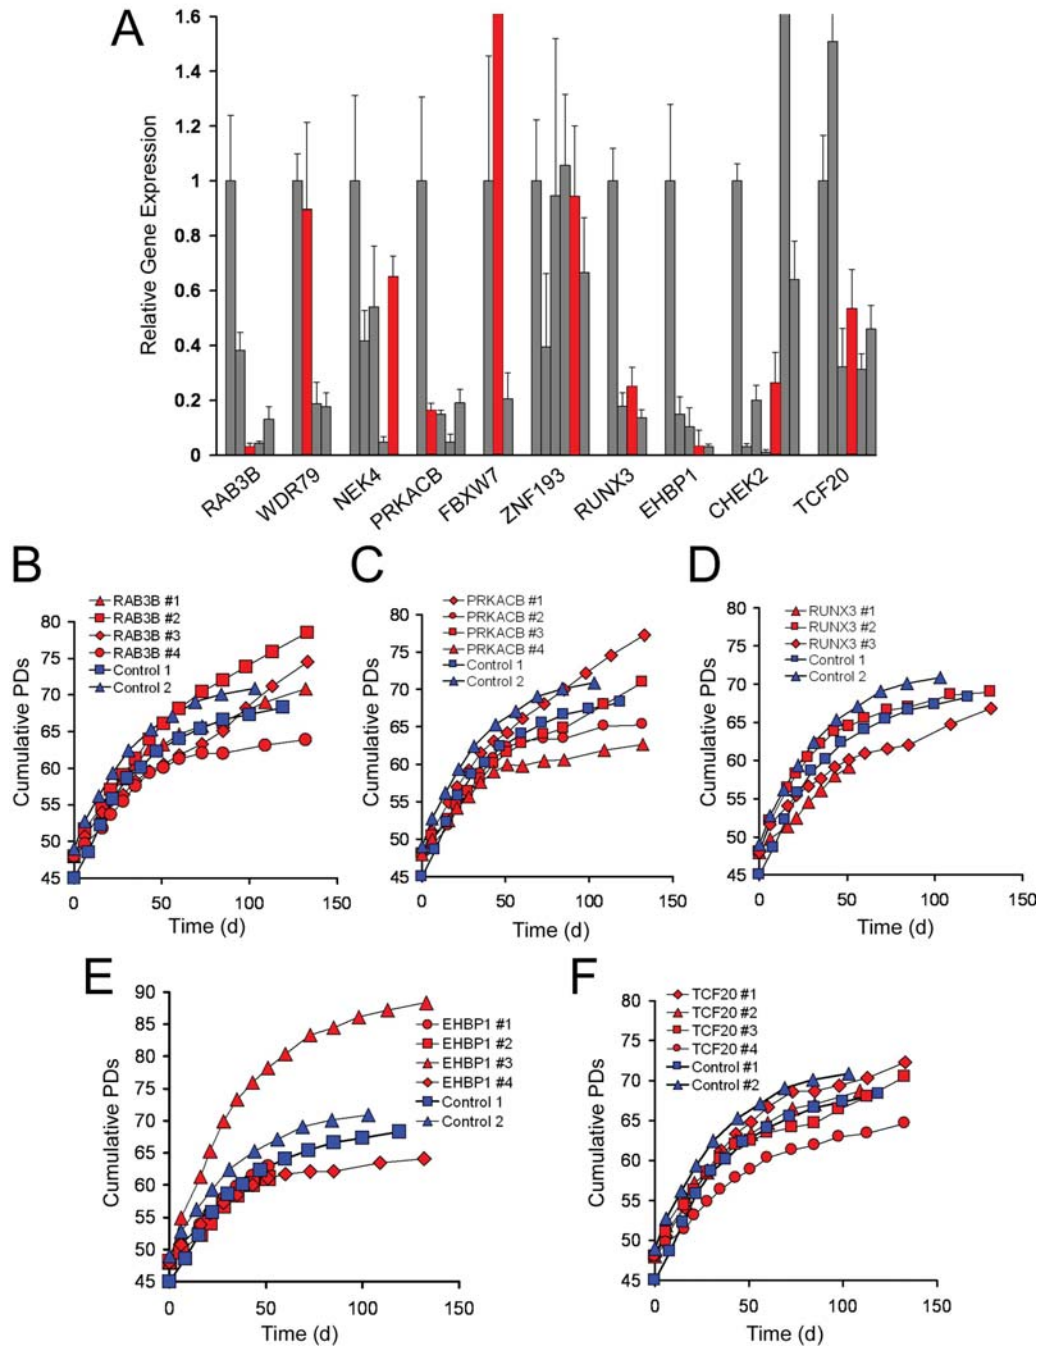 A
Relative Gene Expression
1.6
1.4
1.2
1
0.8
0.6
0.4
0.2
0
RAB3B
WDR79
NEK4
PRKACB
FBXW7
ZNF193
RUNX3
EHBP1
CHEK2
TCF20
B
RAB3B #1
RAB3B #2
RAB3B #3
RAB3B #4
Control 1
Control 2
Cumulative PDs
80
75
70
65
60
55
50
45
0
50
100
150
Time (d)
C
PRKACB #1
PRKACB #2
PRKACB #3
PRKACB #4
Control 1
Control 2
Cumulative PDs
80
75
70
65
60
55
50
45
0
50
100
150
Time (d)
D
RUNX3 #1
RUNX3 #2
RUNX3 #3
Control 1
Control 2
Cumulative PDs
80
75
70
65
60
55
50
45
0
50
100
150
Time (d)
E
EHBP1 #1
EHBP1 #2
EHBP1 #3
EHBP1 #4
Control 1
Control 2
Cumulative PDs
90
85
80
75
70
65
60
55
50
45
0
50
100
150
Time (d)
F
TCF20 #1
TCF20 #2
TCF20 #3
TCF20 #4
Control #1
Control #2
Cumulative PDs
80
75
70
65
60
55
50
45
0
50
100
150
Time (d)